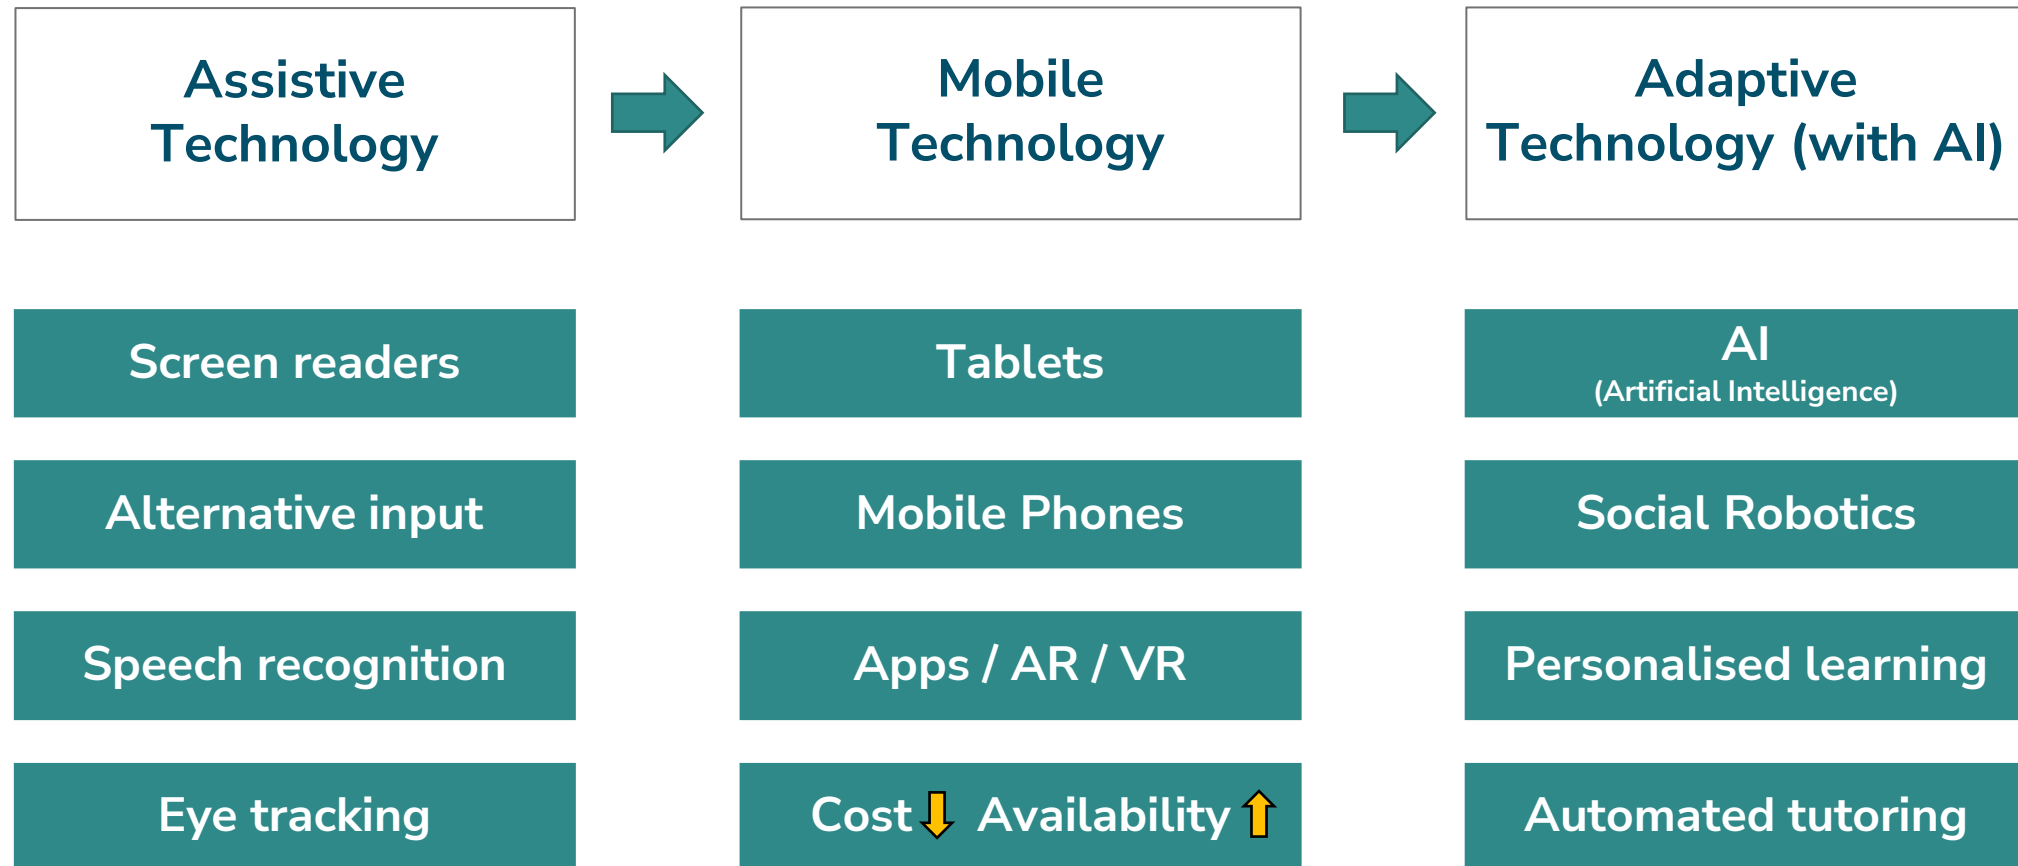 Assistive
Technology
Mobile
Technology
Adaptive
Technology (with AI)
Screen readers
Alternative input
Speech recognition
Eye tracking
Tablets
Mobile Phones
Apps / AR / VR
Cost Availability
AI
(Artificial Intelligence)
Social Robotics
Personalised learning
Automated tutoring